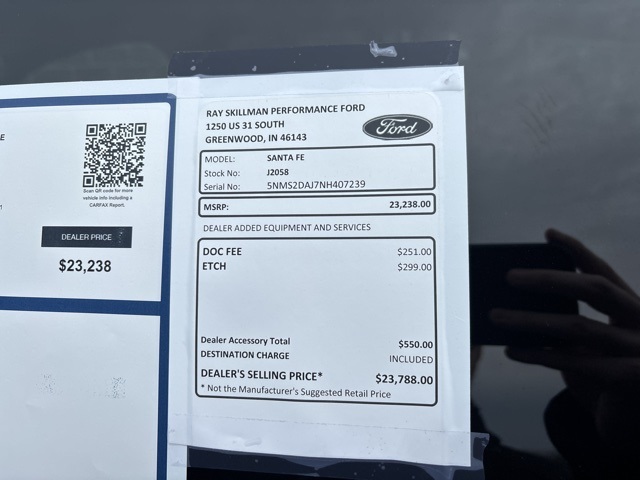 E
Scan QR code for more
vehicle info including a
CARFAX Report.
DEALER PRICE
$23,238
RAY SKILLMAN PERFORMANCE FORD
1250 US 31 SOUTH
GREENWOOD, IN 46143
Ford
MODEL: SANTA FE
Stock No: J2058
Serial No: 5NMS2DAJ7NH407239
MSRP: 23,238.00
DEALER ADDED EQUIPMENT AND SERVICES
DOC FEE $251.00
ETCH $299.00
Dealer Accessory Total $550.00
DESTINATION CHARGE INCLUDED
DEALER'S SELLING PRICE* $23,788.00
* Not the Manufacturer's Suggested Retail Price